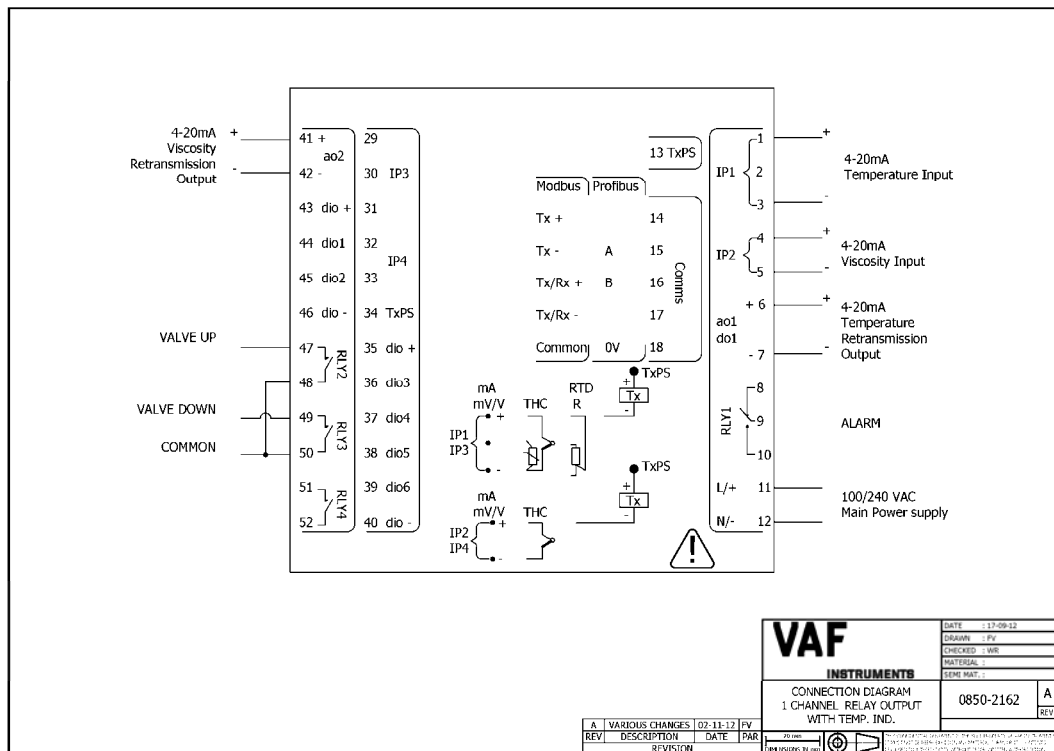 4-20mA +
Viscosity
Retransmission
Output -
VALVE UP
VALVE DOWN
COMMON
41 +
ao2
42 -
43 dio +
44 dio1
45 dio2
46 dio -
47
RLY2
48
49
RLY3
50
51
RLY4
52
29
30 IP3
31
32
IP4
33
34 TxPS
35 dio +
36 dio3
37 dio4
38 dio5
39 dio6
40 dio -
13 TxPS
Modbus Profibus
Tx + 14
Tx - A 15
Tx/Rx + B 16
Tx/Rx - 17
Common 0V 18
Comms
TxPS
+
Tx
-
mA
mV/V THC RTD
R
+
IP1
IP3
-
TxPS
+
Tx
-
mA
mV/V THC
+
IP2
IP4
-
!
1
IP1 2
3
4
IP2
5
+ 6
ao1
do1
- 7
8
RLY1 9
10
L/+ 11
N/- 12
+
4-20mA
Temperature Input
-
+
4-20mA
Viscosity Input
-
+
4-20mA
Temperature
Retransmission
Output
-
ALARM
100/240 VAC
Main Power supply
VAF
INSTRUMENTS
DATE : 17-09-12
DRAWN : FV
CHECKED : WR
MATERIAL :
SEMI MAT. :
CONNECTION DIAGRAM
1 CHANNEL RELAY OUTPUT
WITH TEMP. IND.
0850-2162
A
REV
A VARIOUS CHANGES 02-11-12 FV
REV DESCRIPTION DATE PAR
REVISION
DIMENSIONS IN mm